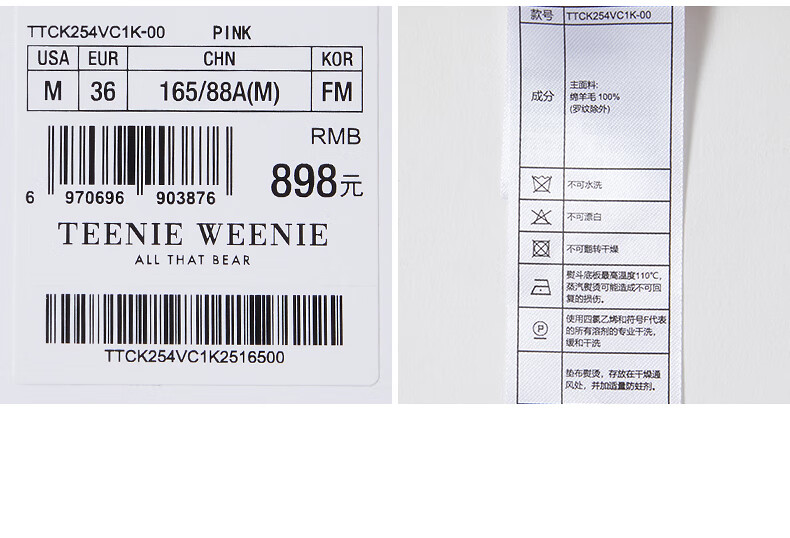 TTCK254VC1K-00 PINK
USA EUR CHN KOR
M 36 165/88A(M) FM
RMB
898元
6 970696 903876
TEENIE WEENIE
ALL THAT BEAR
TTCK254VC1K2516500
款号 TTCK254VC1K-00
成分
主面料:
绵羊毛 100%
(罗纹除外)
不可水洗
不可漂白
不可翻转干燥
熨斗底板最高温度110℃,
蒸汽熨烫可能造成不可回
复的损伤。
P
使用四氯乙烯和符号F代表
的所有溶剂的专业干洗,
缓和干洗
垫布熨烫,存放在干燥通
风处,并加适量防蛀剂。